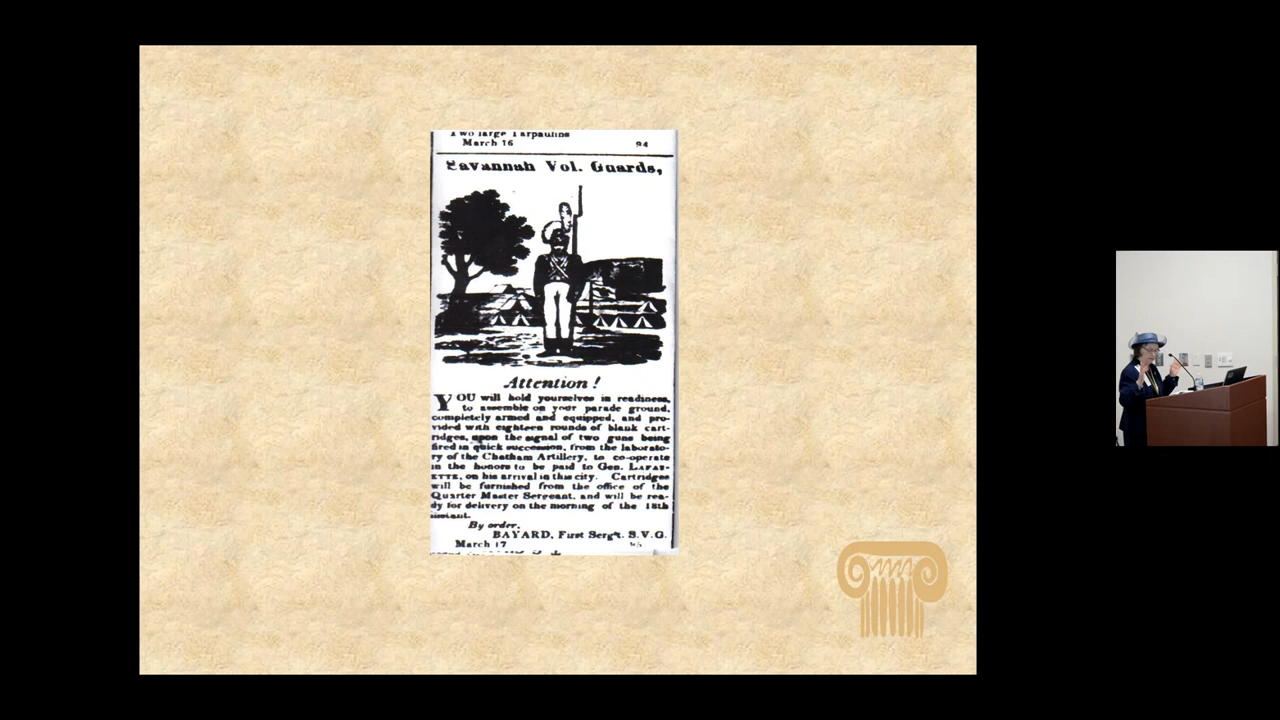 Two large Tarpaulins
March 16 94
Savannah Vol. Guards,
Attention!
YOU will hold yourselves in readiness,
to assemble on your parade ground,
completely armed and equipped, and pro-
vided with eighteen rounds of blank cart-
ridges, upon the signal of two guns being
fired in quick succession, from the laborato-
ry of the Chatham Artillery, to co-operate
in the honors to be paid to Gen. LAFAY-
ETTE, on his arrival in this city. Cartridges
will be furnished from the office of the
Quarter Master Sergeant, and will be rea-
dy for delivery on the morning of the 18th
instant.
By order,
BAYARD, First Serg't. S.V.G.
March 17 95